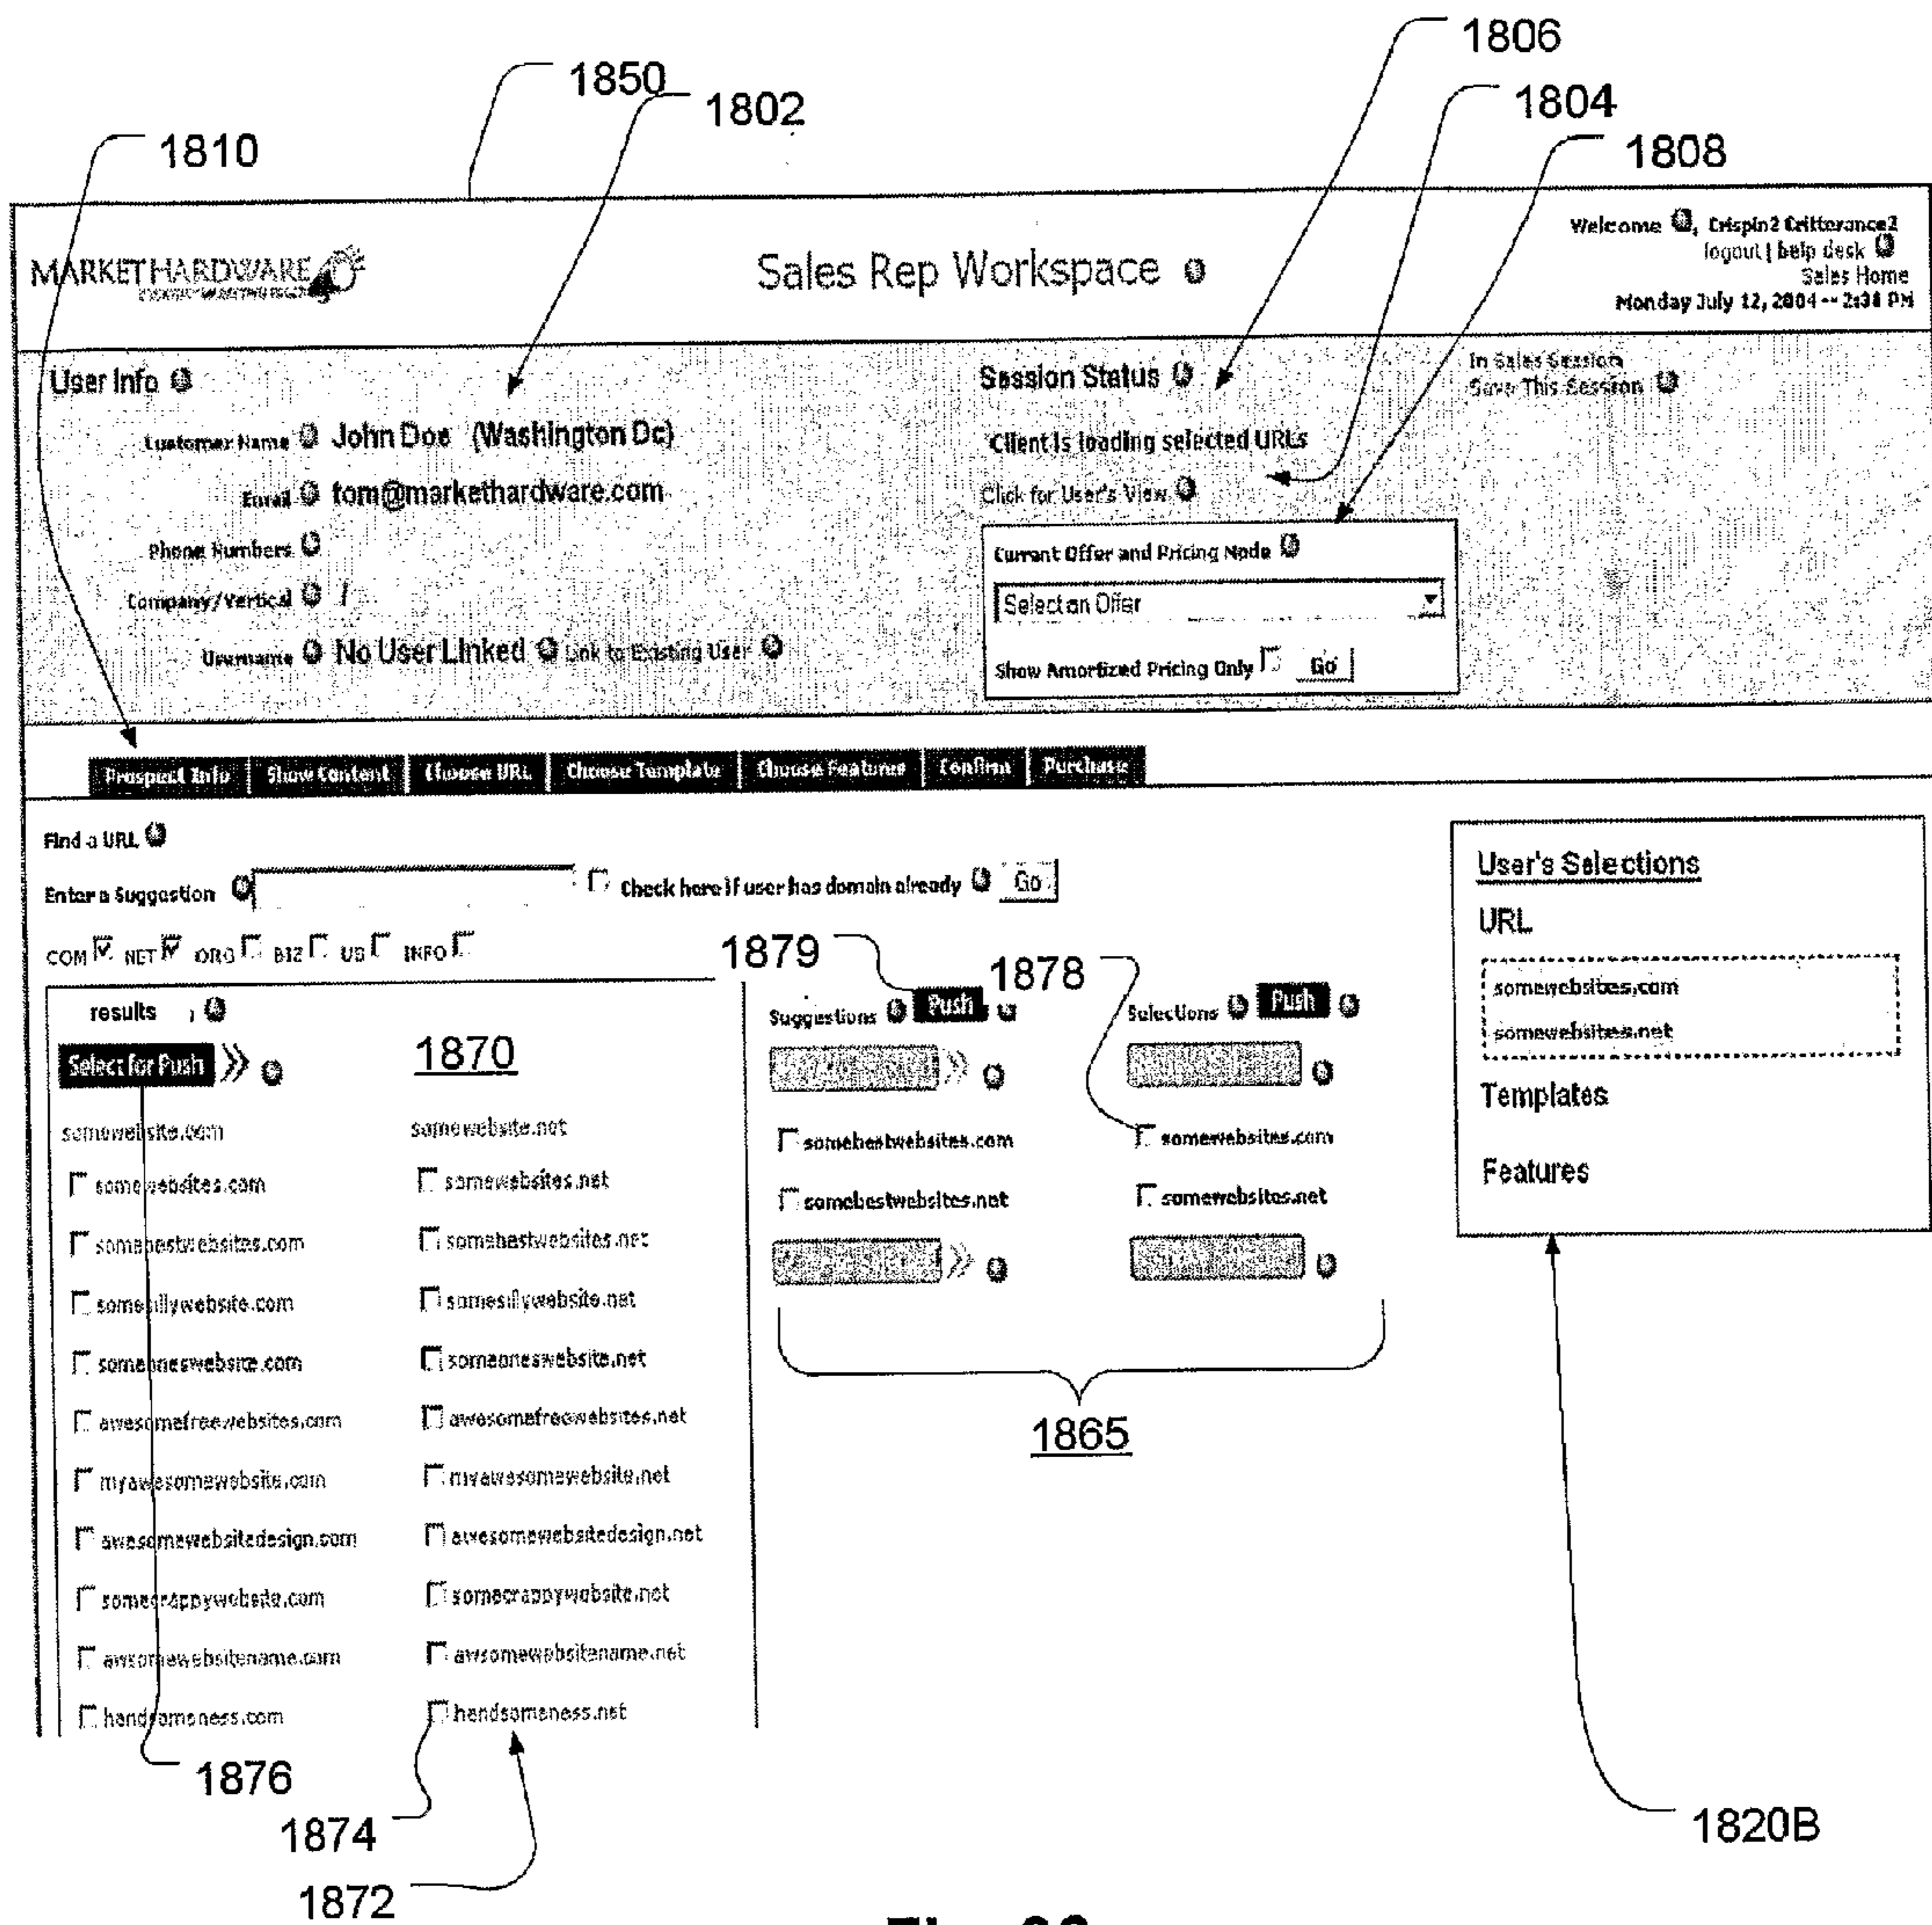 1806
1850
1802
1804
1810
1808
MARKETHARDWARE
Sales Rep Workspace
Welcome , Crispin2 Critterance2
logout | help desk
Sales Home
Monday July 12, 2004 -- 2:38 PM
User Info
Customer Name John Doe (Washington Dc)
Email tom@markethardware.com
Phone Numbers
Company/Vertical /
Username No User Linked Link to Existing User
Session Status
Client is loading selected URLs
Click for User's View
In Sales Session
Save This Session
Current Offer and Pricing Node
Select an Offer
Show Amortized Pricing Only Go
Prospect Info Show Content Choose URL Choose Template Choose Features Confirm Purchase
Find a URL
Enter a Suggestion Check here if user has domain already Go
COM NET ORG BIZ US INFO
results ,
Select for Push »
1870
somewebsite.com somewebsite.net
somewebsites.com somewebsites.net
somebestwebsites.com somebestwebsites.net
somesillywebsite.com somesillywebsite.net
someoneswebsite.com someoneswebsite.net
awesomefreewebsites.com awesomefreewebsites.net
myawesomewebsite.com myawesomewebsite.net
awesomewebsitedesign.com awesomewebsitedesign.net
somecrappywebsite.com somecrappywebsite.net
awsomewebsitename.com awsomewebsitename.net
handsomeness.com handsomeness.net
1879
1878
Suggestions Push
Selections Push
somebestwebsites.com somewebsites.com
somebestwebsites.net somewebsites.net
1865
User's Selections
URL
somewebsites.com
somewebsites.net
Templates
Features
1876
1874
1872
1820B